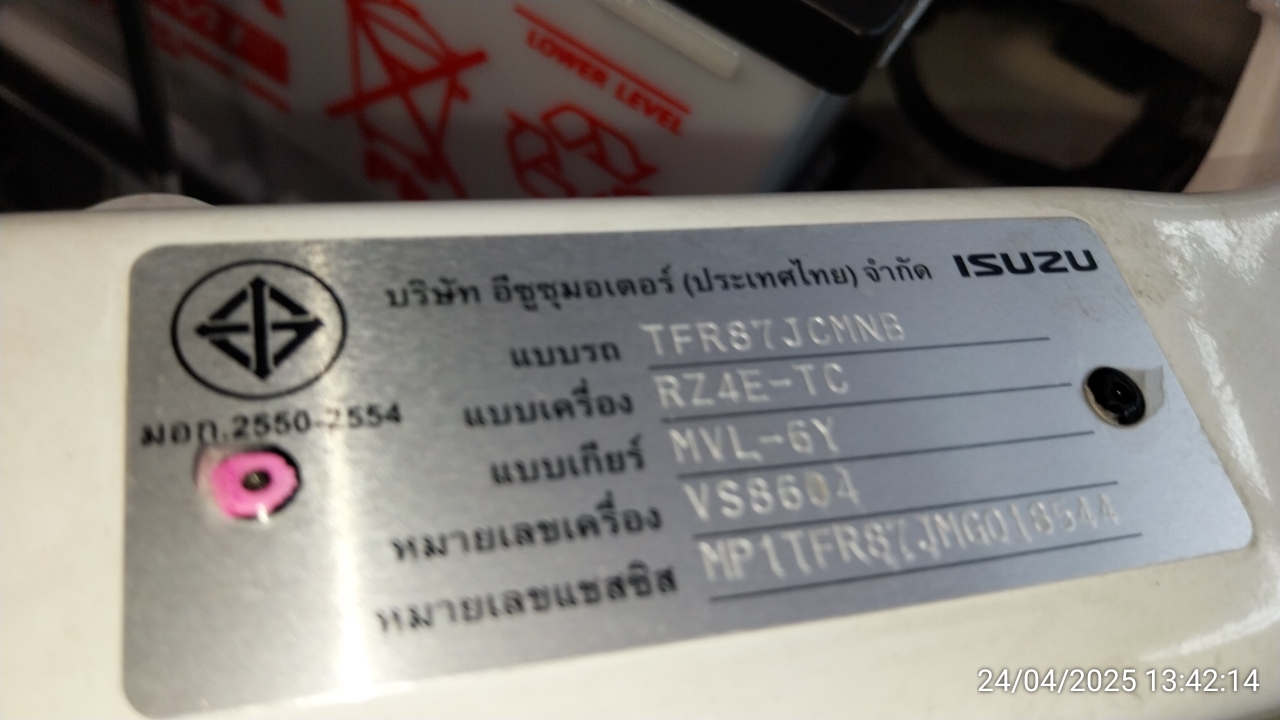 LOWER LEVEL
บริษัท อีซูซุมอเตอร์ (ประเทศไทย) จำกัด ISUZU
มอก.2550-2554
แบบรถ TFR87JCMNB
แบบเครื่อง RZ4E-TC
แบบเกียร์ MVL-6Y
หมายเลขเครื่อง VS8604
หมายเลขแชสซิส MP1TFR87JMG018544
24/04/2025 13:42:14